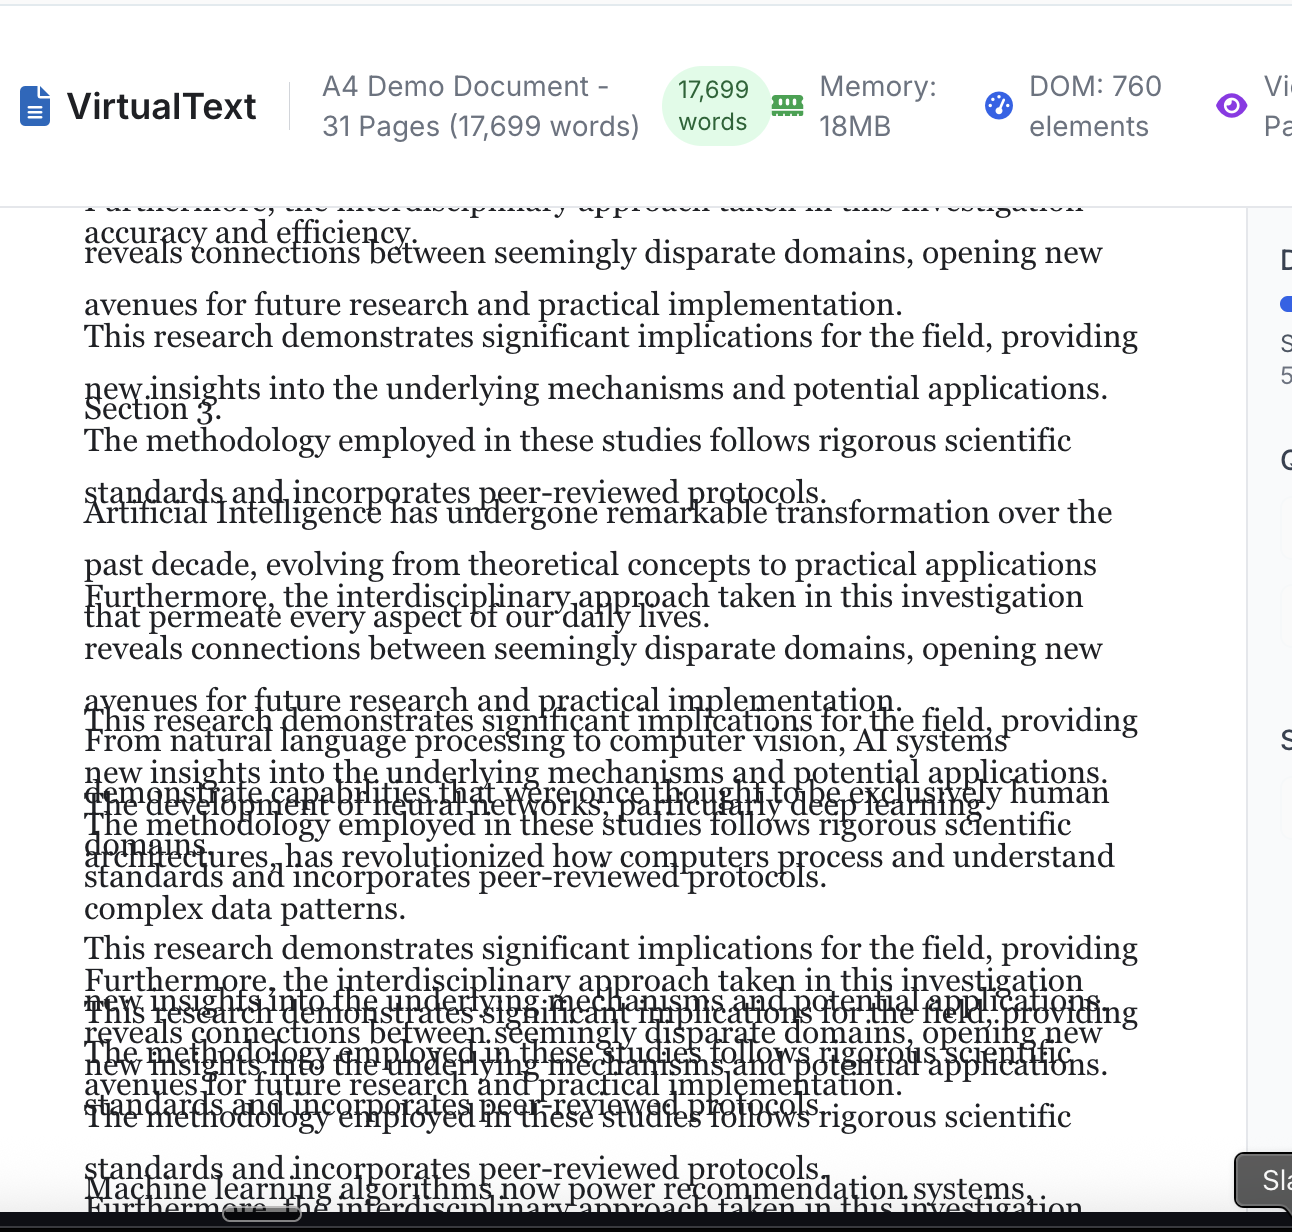 VirtualText
A4 Demo Document -
31 Pages (17,699 words)
17,699
words
Memory:
18MB
DOM: 760
elements
Furthermore, the interdisciplinary approach taken in this investigation
accuracy and efficiency.
reveals connections between seemingly disparate domains, opening new
avenues for future research and practical implementation.
This research demonstrates significant implications for the field, providing
new insights into the underlying mechanisms and potential applications.
Section 3.
The methodology employed in these studies follows rigorous scientific
standards and incorporates peer-reviewed protocols.
Artificial Intelligence has undergone remarkable transformation over the
past decade, evolving from theoretical concepts to practical applications
Furthermore, the interdisciplinary approach taken in this investigation
that permeate every aspect of our daily lives.
reveals connections between seemingly disparate domains, opening new
avenues for future research and practical implementation.
This research demonstrates significant implications for the field, providing
From natural language processing to computer vision, AI systems
new insights into the underlying mechanisms and potential applications.
demonstrate capabilities that were once thought to be exclusively human
The development of neural networks, particularly deep learning
The methodology employed in these studies follows rigorous scientific
domains.
architectures, has revolutionized how computers process and understand
standards and incorporates peer-reviewed protocols.
complex data patterns.
This research demonstrates significant implications for the field, providing
Furthermore, the interdisciplinary approach taken in this investigation
new insights into the underlying mechanisms and potential applications.
This research demonstrates significant implications for the field, providing
reveals connections between seemingly disparate domains, opening new
The methodology employed in these studies follows rigorous scientific
new insights into the underlying mechanisms and potential applications.
avenues for future research and practical implementation.
standards and incorporates peer-reviewed protocols.
The methodology employed in these studies follows rigorous scientific
standards and incorporates peer-reviewed protocols.
Machine learning algorithms now power recommendation systems,
Furthermore, the interdisciplinary approach taken in this investigation